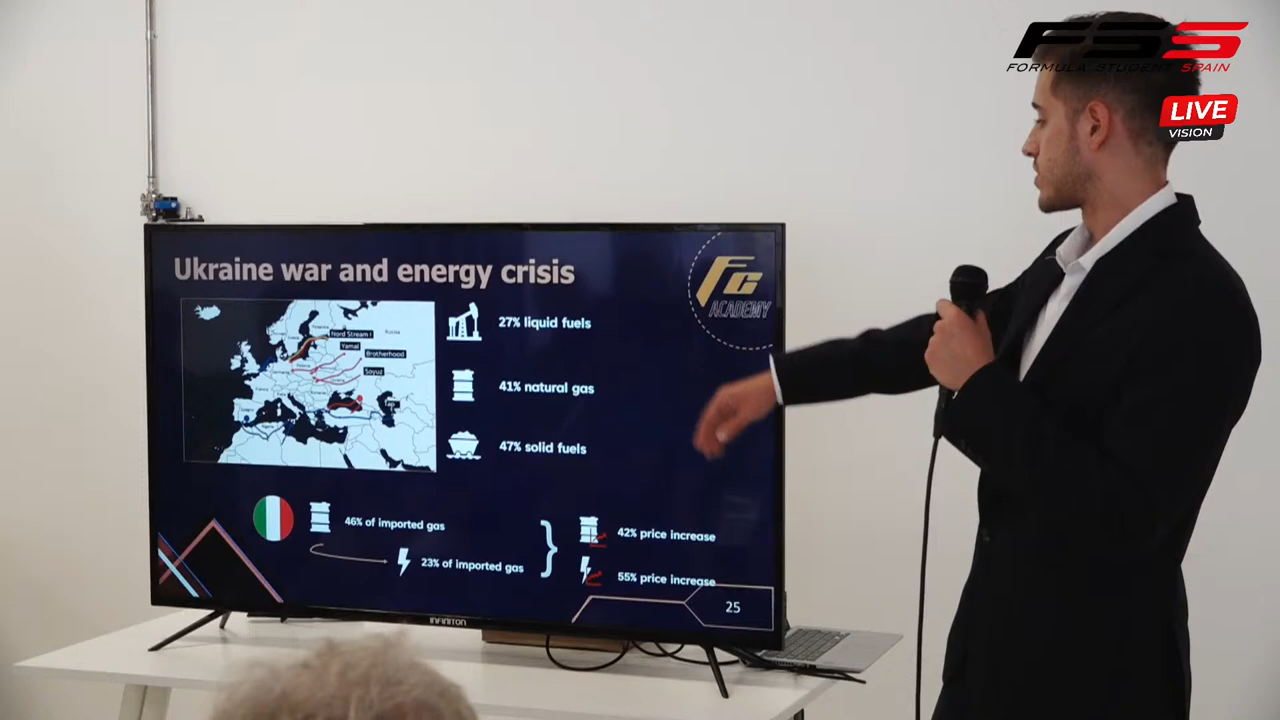 FSS
FORMULA STUDENT SPAIN
LIVE
VISION
Ukraine war and energy crisis
FC
ACADEMY
Nord Stream I
Yamal
Brotherhood
Soyuz
Russia
27% liquid fuels
41% natural gas
47% solid fuels
46% of imported gas
23% of imported gas
}
42% price increase
55% price increase
25
INFINITON